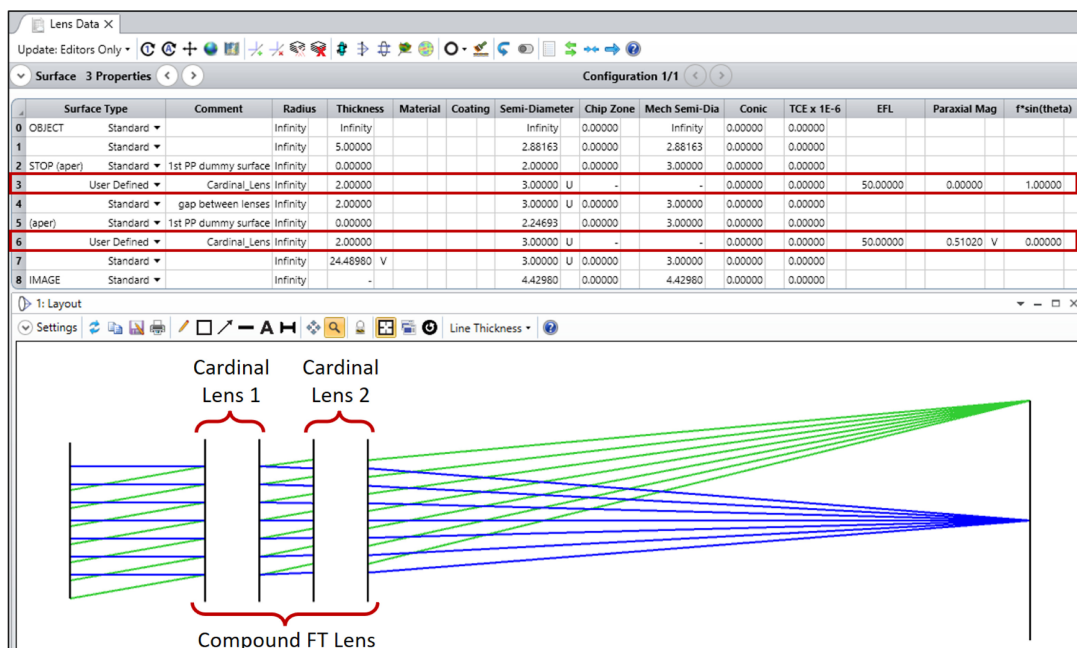 Lens Data ×
Update: Editors Only
Surface 3 Properties Configuration 1/1
Surface Type Comment Radius Thickness Material Coating Semi-Diameter Chip Zone Mech Semi-Dia Conic TCE x 1E-6 EFL Paraxial Mag f*sin(theta)
0 OBJECT Standard Infinity Infinity Infinity 0.00000 Infinity 0.00000 0.00000
1 Standard Infinity 5.00000 2.88163 0.00000 2.88163 0.00000 0.00000
2 STOP (aper) Standard 1st PP dummy surface Infinity 0.00000 2.00000 0.00000 3.00000 0.00000 0.00000
3 User Defined Cardinal_Lens Infinity 2.00000 3.00000 U - - 0.00000 0.00000 50.00000 0.00000 1.00000
4 Standard gap between lenses Infinity 2.00000 3.00000 U 0.00000 3.00000 0.00000 0.00000
5 (aper) Standard 1st PP dummy surface Infinity 0.00000 2.24693 0.00000 3.00000 0.00000 0.00000
6 User Defined Cardinal_Lens Infinity 2.00000 3.00000 U - - 0.00000 0.00000 50.00000 0.51020 V 0.00000
7 Standard Infinity 24.48980 V 3.00000 U 0.00000 3.00000 0.00000 0.00000
8 IMAGE Standard Infinity - 4.42980 0.00000 4.42980 0.00000 0.00000
1: Layout
Settings Line Thickness
Cardinal
Lens 1
Cardinal
Lens 2
Compound FT Lens